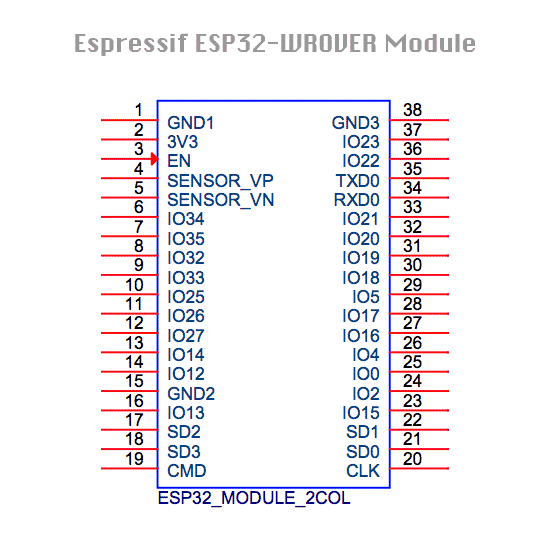 Espressif ESP32-WROVER Module
1 GND1 GND3 38
2 3V3 IO23 37
3 EN IO22 36
4 SENSOR_VP TXD0 35
5 SENSOR_VN RXD0 34
6 IO34 IO21 33
7 IO35 IO20 32
8 IO32 IO19 31
9 IO33 IO18 30
10 IO25 IO5 29
11 IO26 IO17 28
12 IO27 IO16 27
13 IO14 IO4 26
14 IO12 IO0 25
15 GND2 IO2 24
16 IO13 IO15 23
17 SD2 SD1 22
18 SD3 SD0 21
19 CMD CLK 20
ESP32_MODULE_2COL